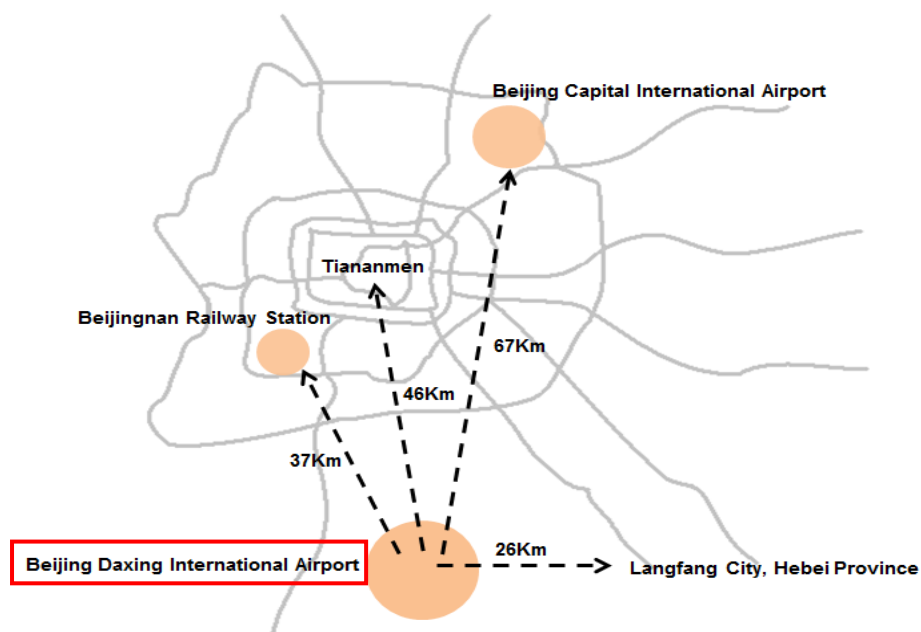 Beijing Capital International Airport
Tiananmen
Beijingnan Railway Station
67Km
46Km
37Km
26Km
Beijing Daxing International Airport
Langfang City, Hebei Province